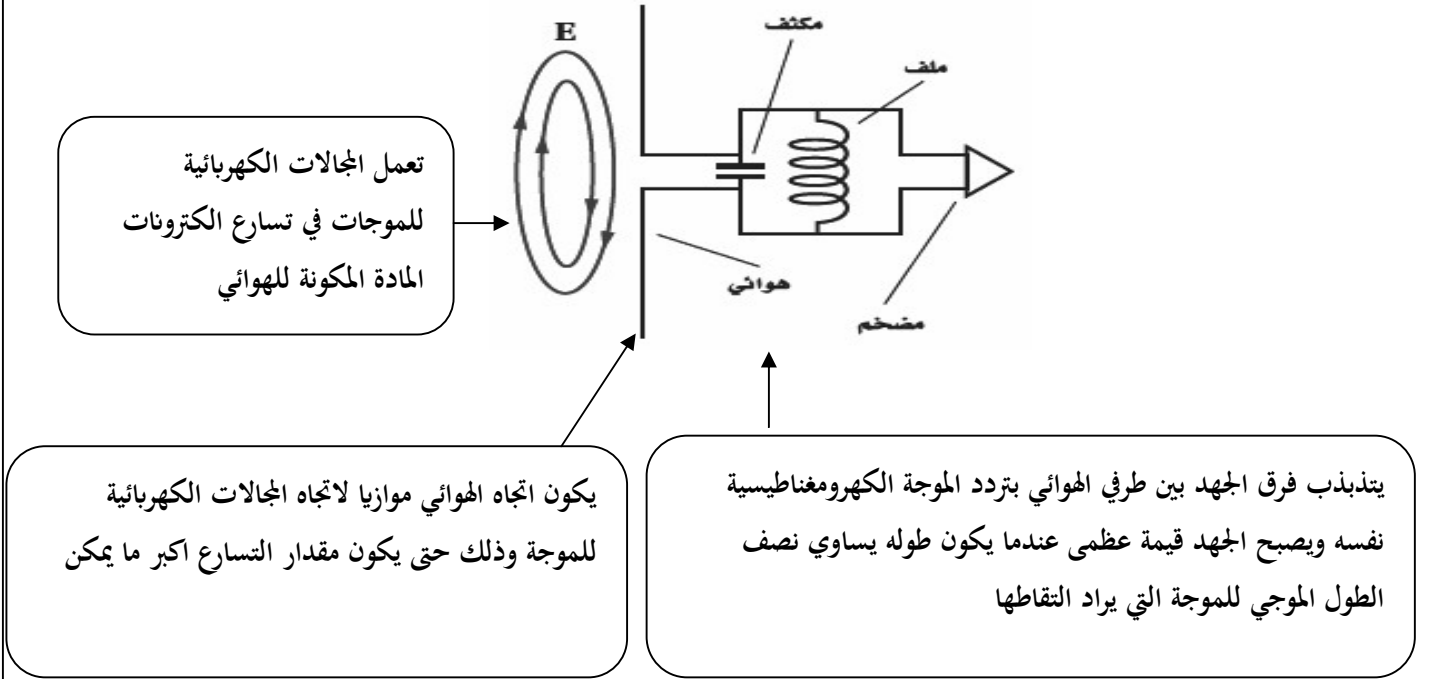 E
مكثف
ملف
تعمل المجالات الكهربائية
للموجات في تسارع الكترونات
المادة المكونة للهوائي
هوائي
مضخم
يتذبذب فرق الجهد بين طرفي الهوائي بتردد الموجة الكهرومغناطيسية
نفسه ويصبح الجهد قيمة عظمى عندما يكون طوله يساوي نصف
الطول الموجي للموجة التي يراد التقاطها
يكون اتجاه الهوائي موازيا لاتجاه المجالات الكهربائية
للموجة وذلك حتى يكون مقدار التسارع اكبر ما يمكن